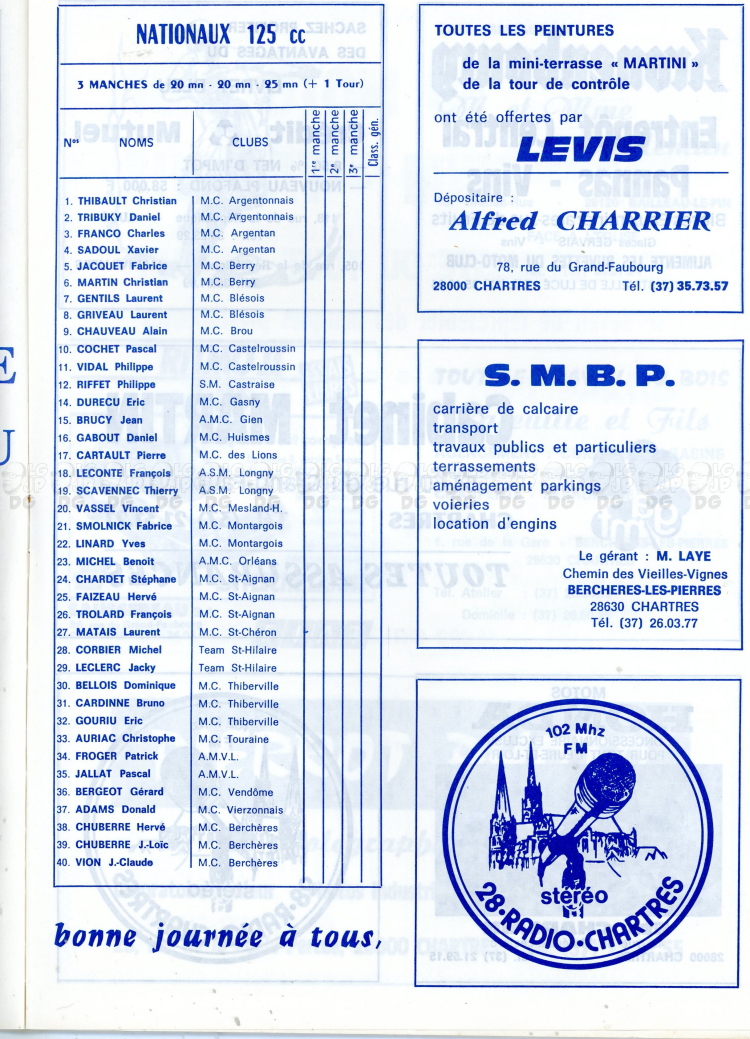 NATIONAUX 125 cc
3 MANCHES de 20 mn - 20 mn - 25 mn (+ 1 Tour)
Nos NOMS CLUBS 1re manche 2e manche 3e manche Class. gén.
1. THIBAULT Christian M.C. Argentonnais
2. TRIBUKY Daniel M.C. Argentonnais
3. FRANCO Charles M.C. Argentan
4. SADOUL Xavier M.C. Argentan
5. JACQUET Fabrice M.C. Berry
6. MARTIN Christian M.C. Berry
7. GENTILS Laurent M.C. Blésois
8. GRIVEAU Laurent M.C. Blésois
9. CHAUVEAU Alain M.C. Brou
10. COCHET Pascal M.C. Castelroussin
11. VIDAL Philippe M.C. Castelroussin
12. RIFFET Philippe S.M. Castraise
14. DURECU Eric M.C. Gasny
15. BRUCY Jean A.M.C. Gien
16. GABOUT Daniel M.C. Huismes
17. CARTAULT Pierre M.C. des Lions
18. LECONTE François A.S.M. Longny
19. SCAVENNEC Thierry A.S.M. Longny
20. VASSEL Vincent M.C. Mesland-H.
21. SMOLNICK Fabrice M.C. Montargois
22. LINARD Yves M.C. Montargois
23. MICHEL Benoit A.M.C. Orléans
24. CHARDET Stéphane M.C. St-Aignan
25. FAIZEAU Hervé M.C. St-Aignan
26. TROLARD François M.C. St-Aignan
27. MATAIS Laurent M.C. St-Chéron
28. CORBIER Michel Team St-Hilaire
29. LECLERC Jacky Team St-Hilaire
30. BELLOIS Dominique M.C. Thiberville
31. CARDINNE Bruno M.C. Thiberville
32. GOURIU Eric M.C. Thiberville
33. AURIAC Christophe M.C. Touraine
34. FROGER Patrick A.M.V.L.
35. JALLAT Pascal A.M.V.L.
36. BERGEOT Gérard M.C. Vendôme
37. ADAMS Donald M.C. Vierzonnais
38. CHUBERRE Hervé M.C. Berchères
39. CHUBERRE J.-Loïc M.C. Berchères
40. VION J.-Claude M.C. Berchères
bonne journée à tous,
TOUTES LES PEINTURES
de la mini-terrasse « MARTINI »
de la tour de contrôle
ont été offertes par
LEVIS
Dépositaire :
Alfred CHARRIER
78, rue du Grand-Faubourg
28000 CHARTRES Tél. (37) 35.73.57
S. M. B. P.
carrière de calcaire
transport
travaux publics et particuliers
terrassements
aménagement parkings
voieries
location d'engins
Le gérant : M. LAYE
Chemin des Vieilles-Vignes
BERCHERES-LES-PIERRES
28630 CHARTRES
Tél. (37) 26.03.77
102 Mhz
FM
stéréo
28·RADIO·CHARTRES